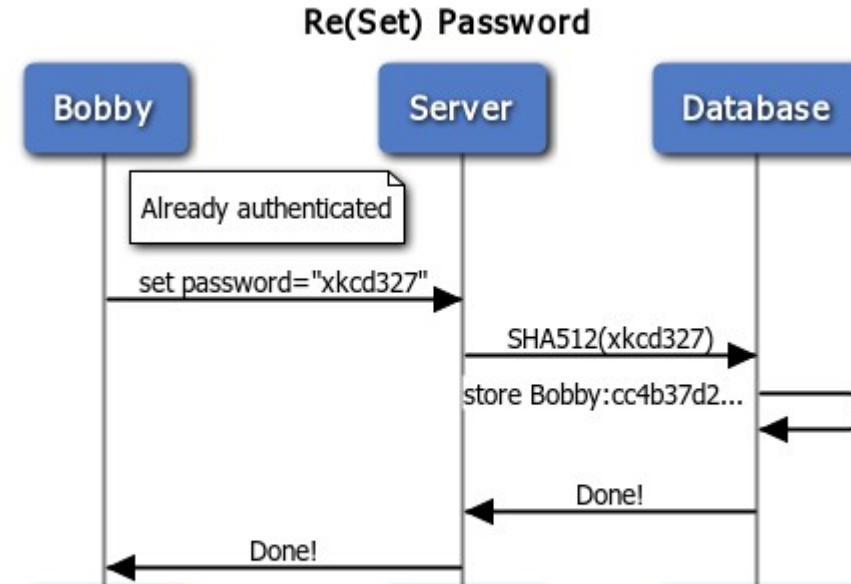 Re(Set) Password
Bobby
Server
Database
Already authenticated
set password="xkcd327"
SHA512(xkcd327)
store Bobby:cc4b37d2...
Done!
Done!